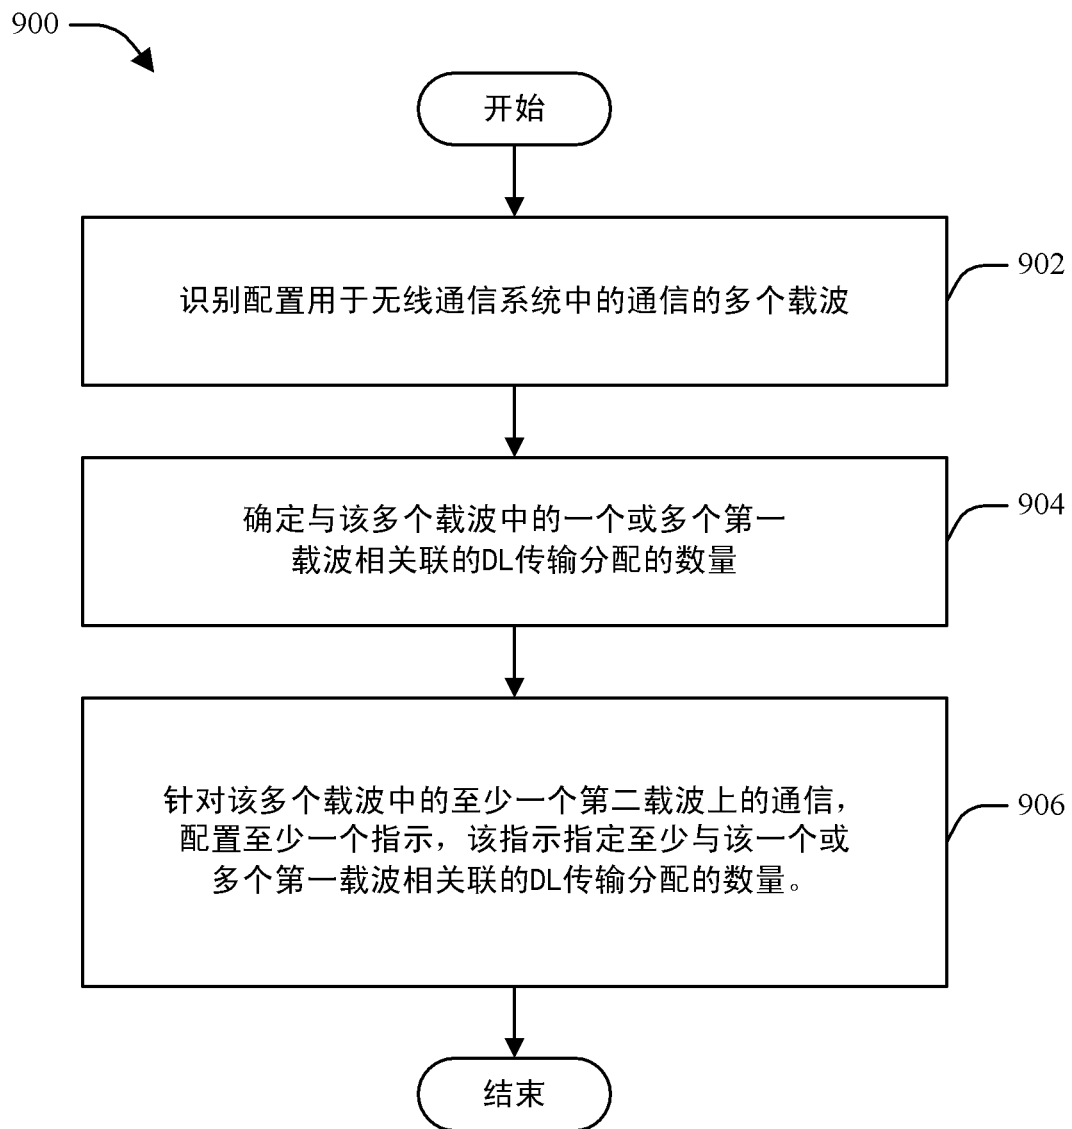 900
开始
识别配置用于无线通信系统中的通信的多个载波
902
确定与该多个载波中的一个或多个第一
载波相关联的DL传输分配的数量
904
针对该多个载波中的至少一个第二载波上的通信，
配置至少一个指示，该指示指定至少与该一个或
多个第一载波相关联的DL传输分配的数量。
906
结束